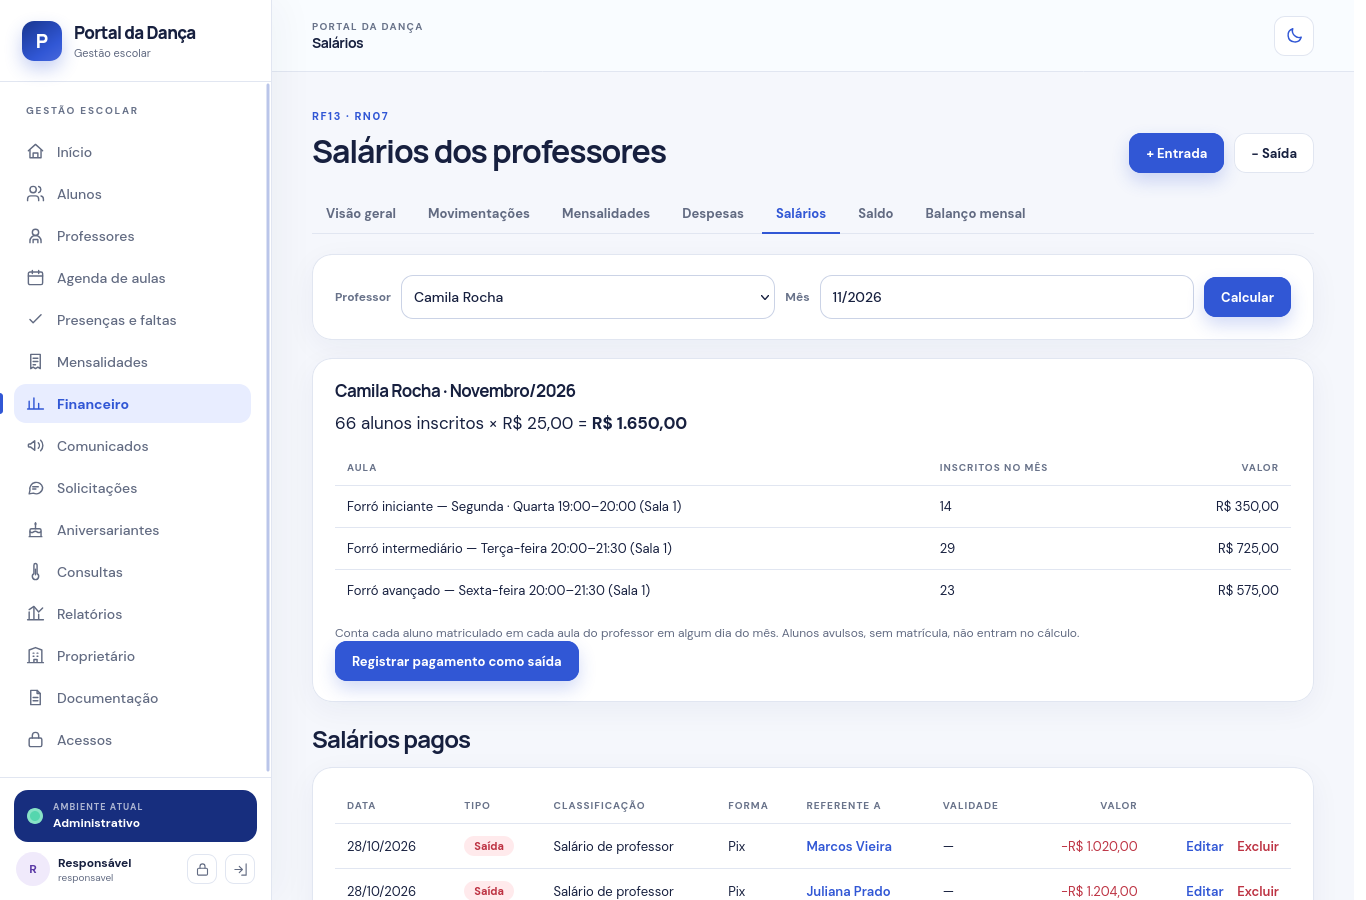 P
Portal da Dança
Gestão escolar
GESTÃO ESCOLAR
Início
Alunos
Professores
Agenda de aulas
Presenças e faltas
Mensalidades
Financeiro
Comunicados
Solicitações
Aniversariantes
Consultas
Relatórios
Proprietário
Documentação
Acessos
AMBIENTE ATUAL
Administrativo
R
Responsável
responsavel
PORTAL DA DANÇA
Salários
RF13 · RN07
Salários dos professores
+ Entrada
− Saída
Visão geral Movimentações Mensalidades Despesas Salários Saldo Balanço mensal
Professor Camila Rocha Mês 11/2026 Calcular
Camila Rocha · Novembro/2026
66 alunos inscritos × R$ 25,00 = R$ 1.650,00
AULA INSCRITOS NO MÊS VALOR
Forró iniciante — Segunda · Quarta 19:00–20:00 (Sala 1) 14 R$ 350,00
Forró intermediário — Terça-feira 20:00–21:30 (Sala 1) 29 R$ 725,00
Forró avançado — Sexta-feira 20:00–21:30 (Sala 1) 23 R$ 575,00
Conta cada aluno matriculado em cada aula do professor em algum dia do mês. Alunos avulsos, sem matrícula, não entram no cálculo.
Registrar pagamento como saída
Salários pagos
DATA TIPO CLASSIFICAÇÃO FORMA REFERENTE A VALIDADE VALOR
28/10/2026 Saída Salário de professor Pix Marcos Vieira — −R$ 1.020,00 Editar Excluir
28/10/2026 Saída Salário de professor Pix Juliana Prado — −R$ 1.204,00 Editar Excluir